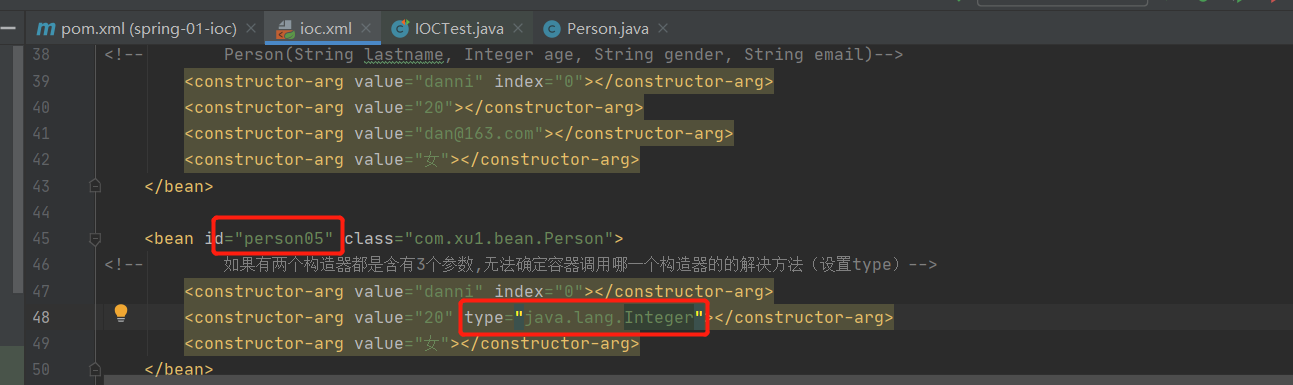 pom.xml (spring-01-ioc) ioc.xml IOCTest.java Person.java
38 <!-- Person(String lastname, Integer age, String gender, String email)-->
39 <constructor-arg value="danni" index="0"></constructor-arg>
40 <constructor-arg value="20"></constructor-arg>
41 <constructor-arg value="dan@163.com"></constructor-arg>
42 <constructor-arg value="女"></constructor-arg>
43 </bean>
44
45 <bean id="person05" class="com.xu1.bean.Person">
46 <!-- 如果有两个构造器都是含有3个参数,无法确定容器调用哪一个构造器的的解决方法（设置type）-->
47 <constructor-arg value="danni" index="0"></constructor-arg>
48 <constructor-arg value="20" type="java.lang.Integer"></constructor-arg>
49 <constructor-arg value="女"></constructor-arg>
50 </bean>